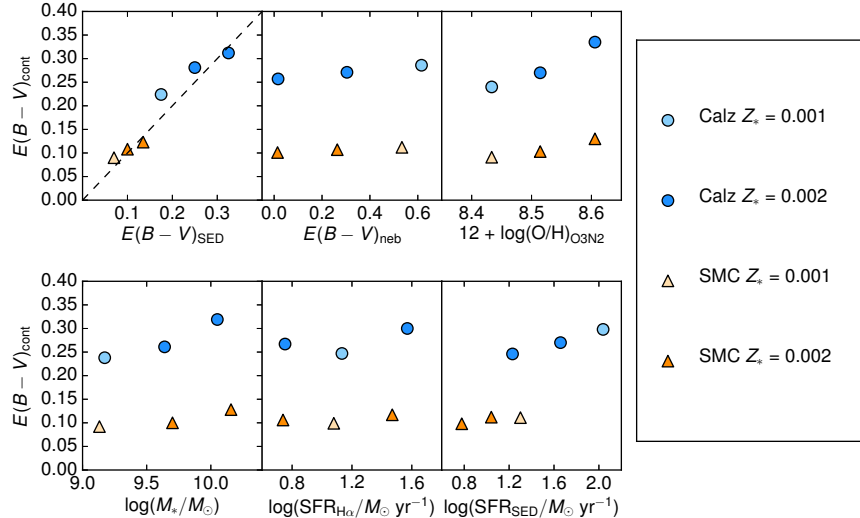 0.40
0.35
0.30
0.25
0.20
0.15
0.10
0.05
0.00
E(B − V)cont
0.1 0.2 0.3
E(B − V)SED
0.0 0.2 0.4 0.6
E(B − V)neb
8.4 8.5 8.6
12 + log(O/H)O3N2
0.40
0.35
0.30
0.25
0.20
0.15
0.10
0.05
0.00
E(B − V)cont
9.0 9.5 10.0
log(M*/M⊙)
0.8 1.2 1.6
log(SFRHα/M⊙ yr−1)
0.8 1.2 1.6 2.0
log(SFRSED/M⊙ yr−1)
Calz Z* = 0.001
Calz Z* = 0.002
SMC Z* = 0.001
SMC Z* = 0.002